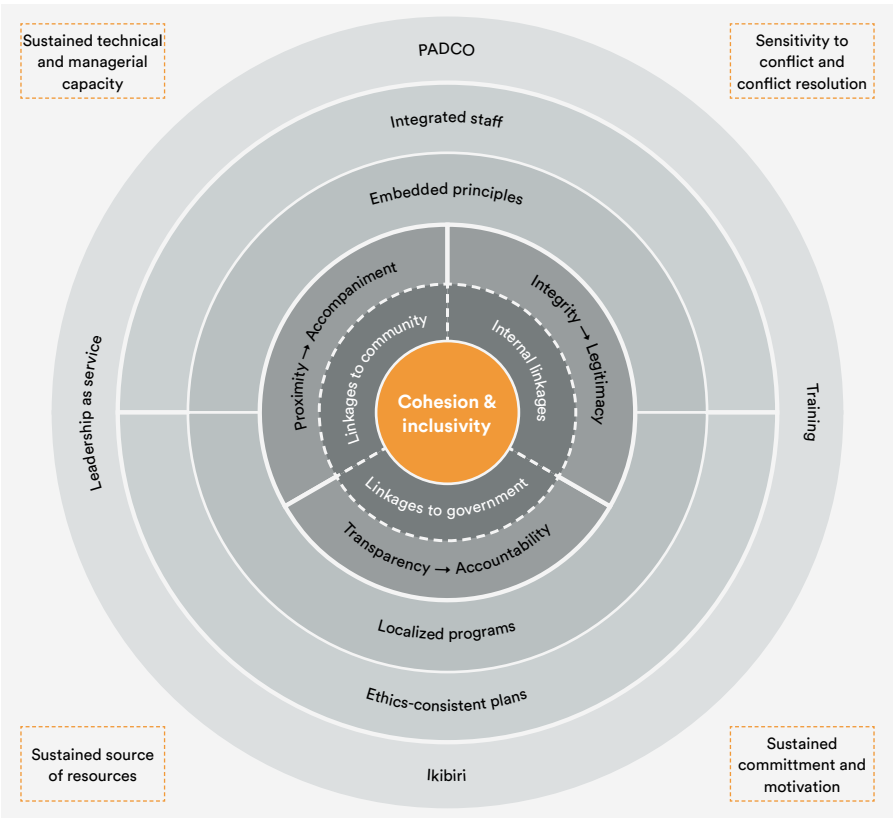 Sustained technical
and managerial
capacity
PADCO
Sensitivity to
conflict and
conflict resolution
Integrated staff
Embedded principles
Proximity → Accompaniment
Integrity → Legitimacy
Linkages to community
Internal linkages
Cohesion &
inclusivity
Leadership as service
Training
Linkages to government
Transparency → Accountability
Localized programs
Ethics-consistent plans
Ikibiri
Sustained source
of resources
Sustained
committment and
motivation